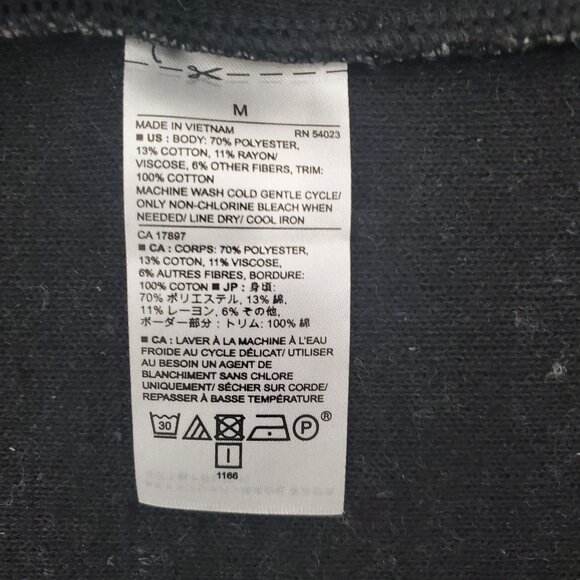 M
MADE IN VIETNAM RN 54023
■ US : BODY: 70% POLYESTER,
13% COTTON, 11% RAYON/
VISCOSE, 6% OTHER FIBERS, TRIM:
100% COTTON
MACHINE WASH COLD GENTLE CYCLE/
ONLY NON-CHLORINE BLEACH WHEN
NEEDED/ LINE DRY/ COOL IRON
CA 17897
■ CA : CORPS: 70% POLYESTER,
13% COTON, 11% VISCOSE,
6% AUTRES FIBRES, BORDURE:
100% COTON ■ JP : 身頃:
70% ポリエステル, 13% 綿,
11% レーヨン, 6% その他,
ボーダー部分 : トリム: 100% 綿
■ CA : LAVER À LA MACHINE À L'EAU
FROIDE AU CYCLE DÉLICAT/ UTILISER
AU BESOIN UN AGENT DE
BLANCHIMENT SANS CHLORE
UNIQUEMENT/ SÉCHER SUR CORDE/
REPASSER À BASSE TEMPÉRATURE
30 P ®
1166